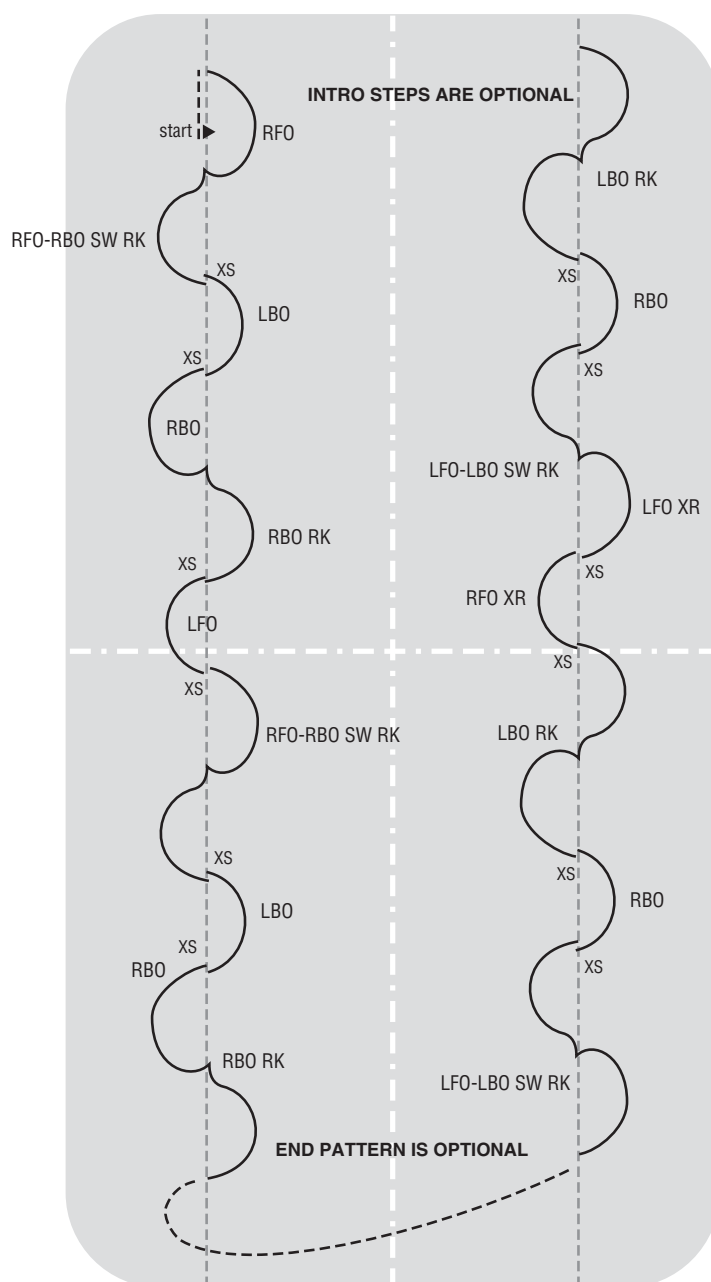 INTRO STEPS ARE OPTIONAL
start
RFO
RFO-RBO SW RK
XS
LBO
XS
RBO
RBO RK
XS
LFO
XS
RFO-RBO SW RK
XS
LBO
XS
RBO
RBO RK
END PATTERN IS OPTIONAL
LBO RK
XS
RBO
XS
LFO-LBO SW RK
LFO XR
XS
RFO XR
XS
LBO RK
XS
RBO
XS
LFO-LBO SW RK